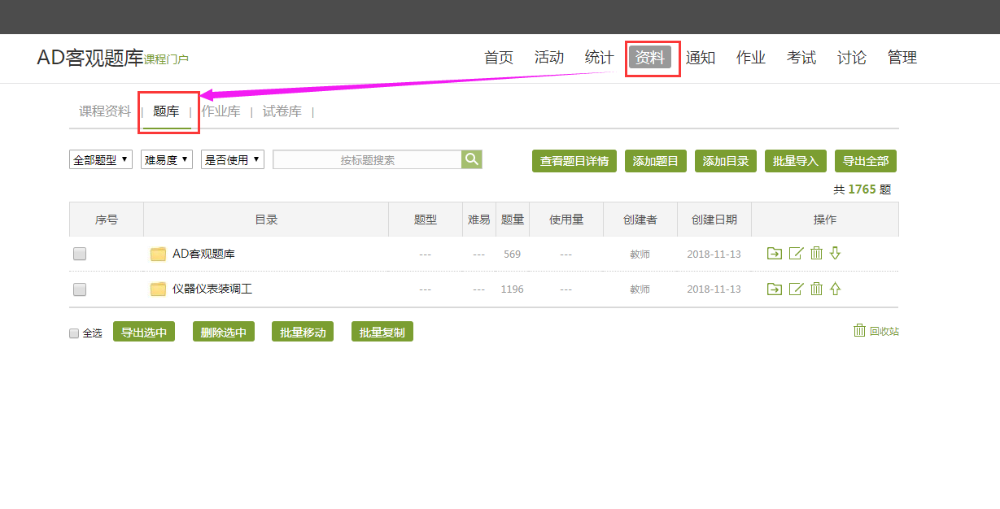 AD客观题库课程门户 首页 活动 统计 资料 通知 作业 考试 讨论 管理
课程资料 | 题库 | 作业库 | 试卷库 |
全部题型 难易度 是否使用 按标题搜索 查看题目详情 添加题目 添加目录 批量导入 导出全部
共 1765 题
序号 目录 题型 难易 题量 使用量 创建者 创建日期 操作
AD客观题库 --- --- 569 --- 教师 2018-11-13
仪器仪表装调工 --- --- 1196 --- 教师 2018-11-13
全选 导出选中 删除选中 批量移动 批量复制 回收站